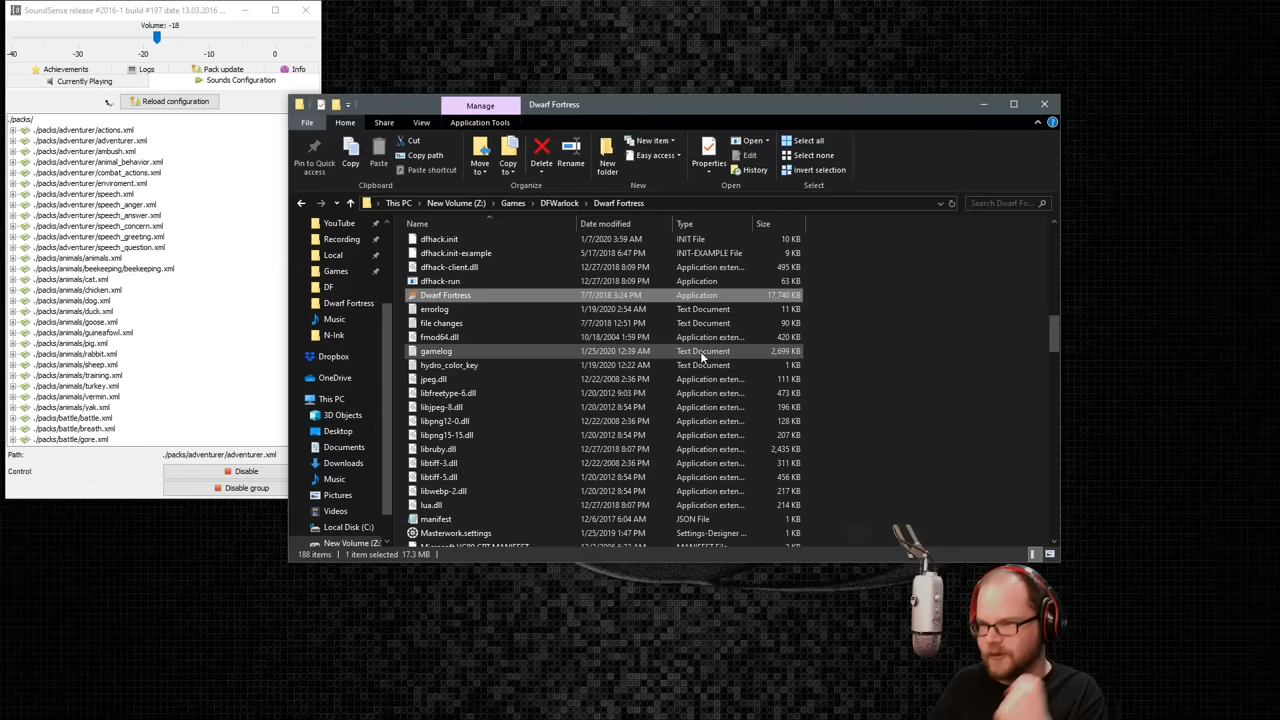 SoundSense release #2016-1 build #197 date 13.03.2016 ...
Volume: -18
-40 -30 -20 -10 0
Achievements Logs Pack update Info
Currently Playing Sounds Configuration
Reload configuration
./packs/
./packs/adventurer/actions.xml
./packs/adventurer/adventurer.xml
./packs/adventurer/ambush.xml
./packs/adventurer/animal_behavior.xml
./packs/adventurer/combat_actions.xml
./packs/adventurer/enviroment.xml
./packs/adventurer/speech.xml
./packs/adventurer/speech_anger.xml
./packs/adventurer/speech_answer.xml
./packs/adventurer/speech_concern.xml
./packs/adventurer/speech_greeting.xml
./packs/adventurer/speech_question.xml
./packs/animals/animals.xml
./packs/animals/beekeeping/beekeeping.xml
./packs/animals/cat.xml
./packs/animals/chicken.xml
./packs/animals/dog.xml
./packs/animals/duck.xml
./packs/animals/goose.xml
./packs/animals/guineafowl.xml
./packs/animals/pig.xml
./packs/animals/rabbit.xml
./packs/animals/sheep.xml
./packs/animals/training.xml
./packs/animals/turkey.xml
./packs/animals/vermin.xml
./packs/animals/yak.xml
./packs/battle/battle.xml
./packs/battle/breath.xml
./packs/battle/gore.xml
Path: ./packs/adventurer/adventurer.xml
Control: Disable
Disable group
Manage Dwarf Fortress
File Home Share View Application Tools
Pin to Quick access
Copy
Paste
Cut
Copy path
Paste shortcut
Clipboard
Move to
Copy to
Delete
Rename
Organize
New folder
New item
Easy access
New
Properties
Open
Edit
History
Open
Select all
Select none
Invert selection
Select
This PC New Volume (Z:) Games DFWarlock Dwarf Fortress
Search Dwarf Fo...
YouTube
Recording
Local
Games
DF
Dwarf Fortress
Music
N-Ink
Dropbox
OneDrive
This PC
3D Objects
Desktop
Documents
Downloads
Music
Pictures
Videos
Local Disk (C:)
New Volume (Z:
Name Date modified Type Size
dfhack.init 1/7/2020 3:59 AM INIT File 10 KB
dfhack.init-example 5/17/2018 6:47 PM INIT-EXAMPLE File 9 KB
dfhack-client.dll 12/27/2018 8:09 PM Application exten... 495 KB
dfhack-run 12/27/2018 8:09 PM Application 63 KB
Dwarf Fortress 7/7/2018 3:24 PM Application 17,740 KB
errorlog 1/19/2020 2:54 AM Text Document 11 KB
file changes 7/7/2018 12:51 PM Text Document 90 KB
fmod64.dll 10/18/2004 1:59 PM Application exten... 420 KB
gamelog 1/25/2020 12:39 AM Text Document 2,699 KB
hydro_color_key 1/19/2020 12:22 AM Text Document 1 KB
jpeg.dll 12/22/2008 2:36 PM Application exten... 111 KB
libfreetype-6.dll 1/20/2012 9:03 PM Application exten... 473 KB
libjpeg-8.dll 1/20/2012 8:54 PM Application exten... 196 KB
libpng12-0.dll 12/22/2008 2:36 PM Application exten... 128 KB
libpng15-15.dll 1/20/2012 8:54 PM Application exten... 207 KB
libruby.dll 12/27/2018 8:07 PM Application exten... 2,435 KB
libtiff-3.dll 12/22/2008 2:36 PM Application exten... 311 KB
libtiff-5.dll 1/20/2012 8:54 PM Application exten... 456 KB
libwebp-2.dll 1/20/2012 8:54 PM Application exten... 217 KB
lua.dll 12/27/2018 8:07 PM Application exten... 214 KB
manifest 12/6/2017 6:04 AM JSON File 1 KB
Masterwork.settings 1/25/2019 1:47 PM Settings-Designer ... 1 KB
188 items 1 item selected 17.3 MB